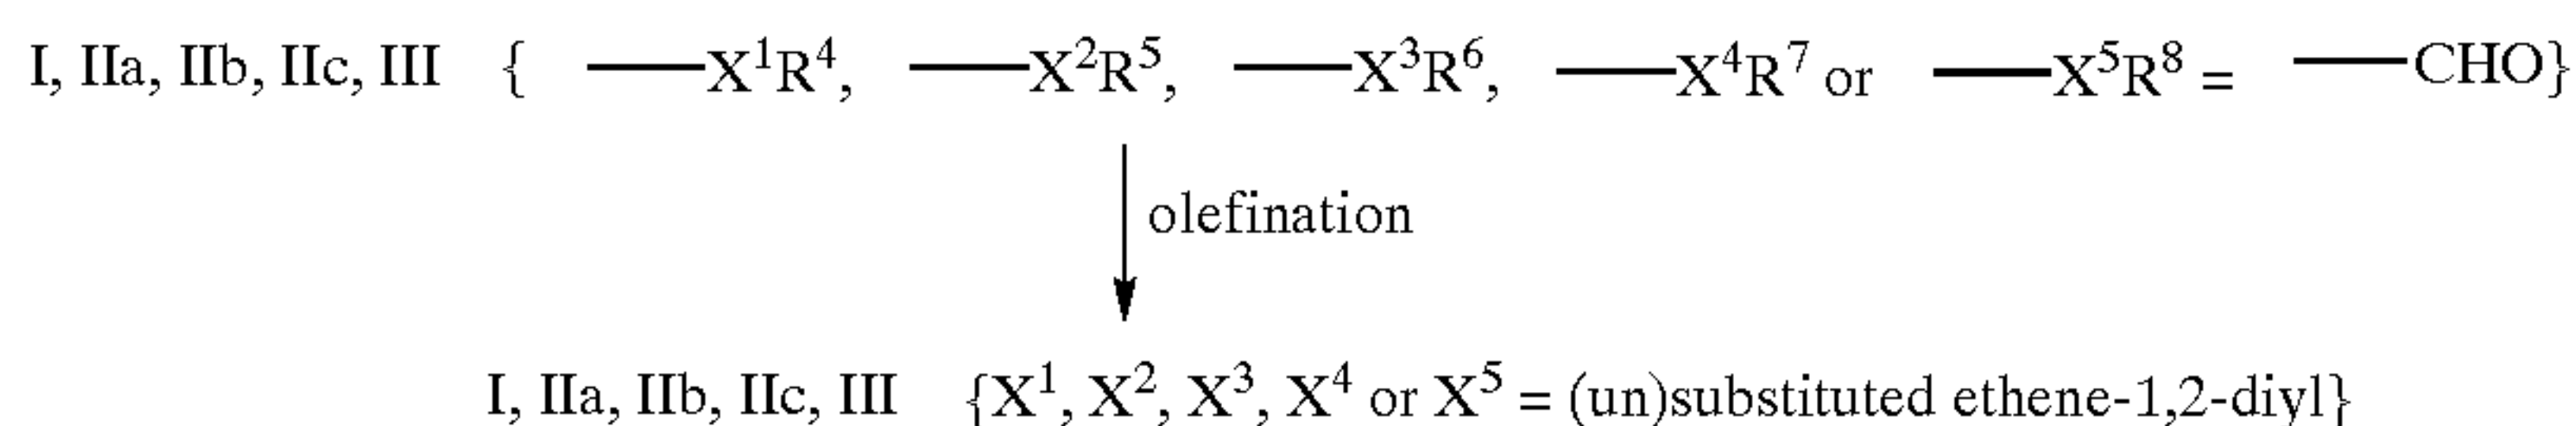 I, IIa, IIb, IIc, III { —X¹R⁴, —X²R⁵, —X³R⁶, —X⁴R⁷ or —X⁵R⁸ = —CHO}
olefination
I, IIa, IIb, IIc, III {X¹, X², X³, X⁴ or X⁵ = (un)substituted ethene-1,2-diyl}